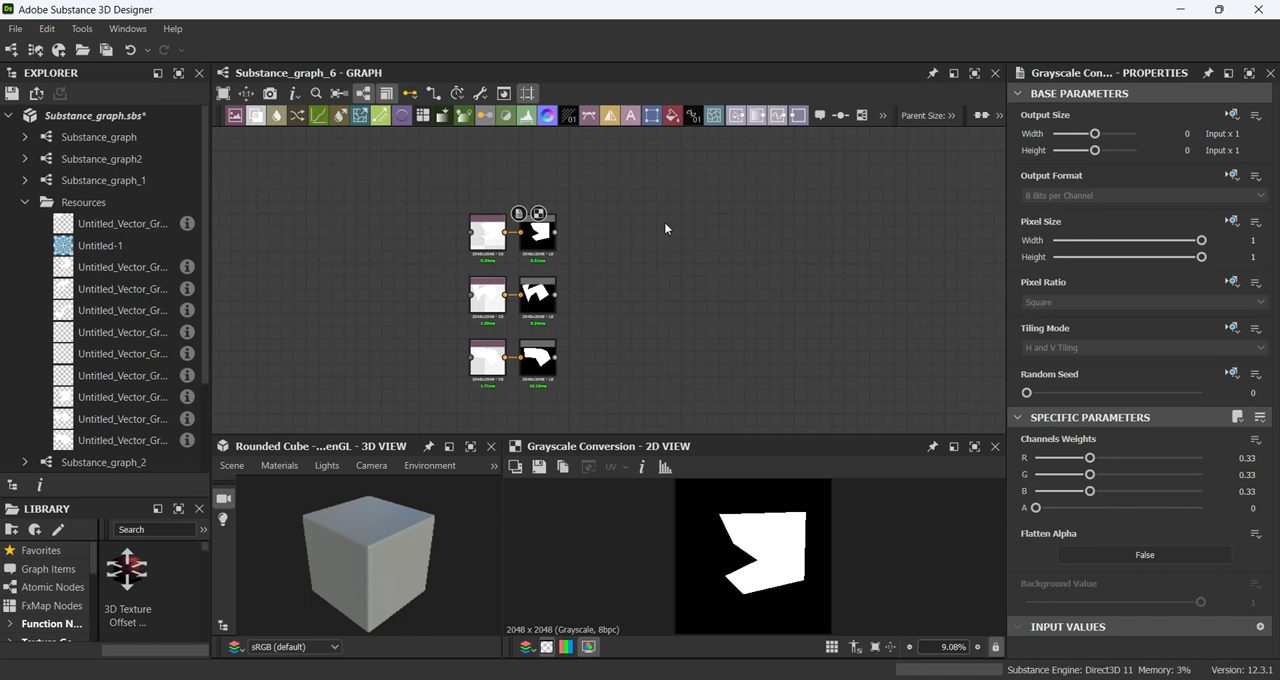 Adobe Substance 3D Designer
File Edit Tools Windows Help
EXPLORER
Substance_graph.sbs*
Substance_graph
Substance_graph2
Substance_graph_1
Resources
Untitled_Vector_Gr...
Untitled-1
Untitled_Vector_Gr...
Untitled_Vector_Gr...
Untitled_Vector_Gr...
Untitled_Vector_Gr...
Untitled_Vector_Gr...
Untitled_Vector_Gr...
Untitled_Vector_Gr...
Untitled_Vector_Gr...
Untitled_Vector_Gr...
Substance_graph_2
LIBRARY
Search
Favorites
Graph Items
Atomic Nodes
FxMap Nodes
Function N...
3D Texture
Offset ...
Substance_graph_6 - GRAPH
Parent Size: >>
Rounded Cube -...enGL - 3D VIEW
Scene Materials Lights Camera Environment
sRGB (default)
Grayscale Conversion - 2D VIEW
UV
2048 x 2048 (Grayscale, 8bpc)
9.08%
Grayscale Con... - PROPERTIES
BASE PARAMETERS
Output Size
Width 0 Input x 1
Height 0 Input x 1
Output Format
8 Bits per Channel
Pixel Size
Width 1
Height 1
Pixel Ratio
Square
Tiling Mode
H and V Tiling
Random Seed
0
SPECIFIC PARAMETERS
Channels Weights
R 0.33
G 0.33
B 0.33
A 0
Flatten Alpha
False
Background Value
1
INPUT VALUES
Substance Engine: Direct3D 11 Memory: 3% Version: 12.3.1